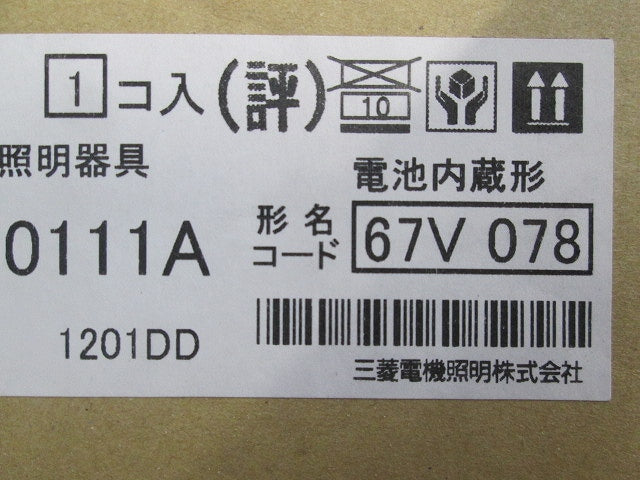 1 コ入 (評) 10
照明器具 電池内蔵形
0111A 形名コード 67V 078
1201DD
三菱電機照明株式会社